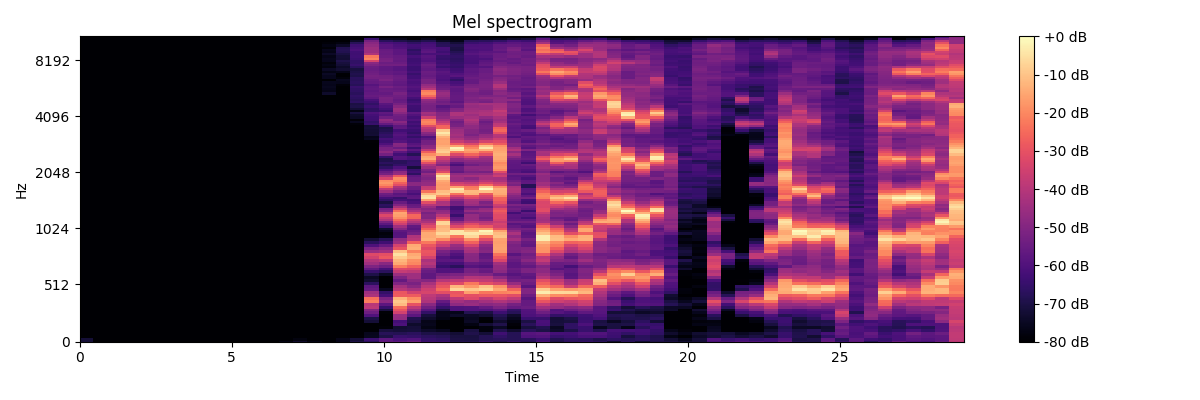 Mel spectrogram
+0 dB
8192
-10 dB
-20 dB
4096
-30 dB
2048
-40 dB
Hz
1024
-50 dB
-60 dB
512
-70 dB
0
-80 dB
0 5 10 15 20 25
Time